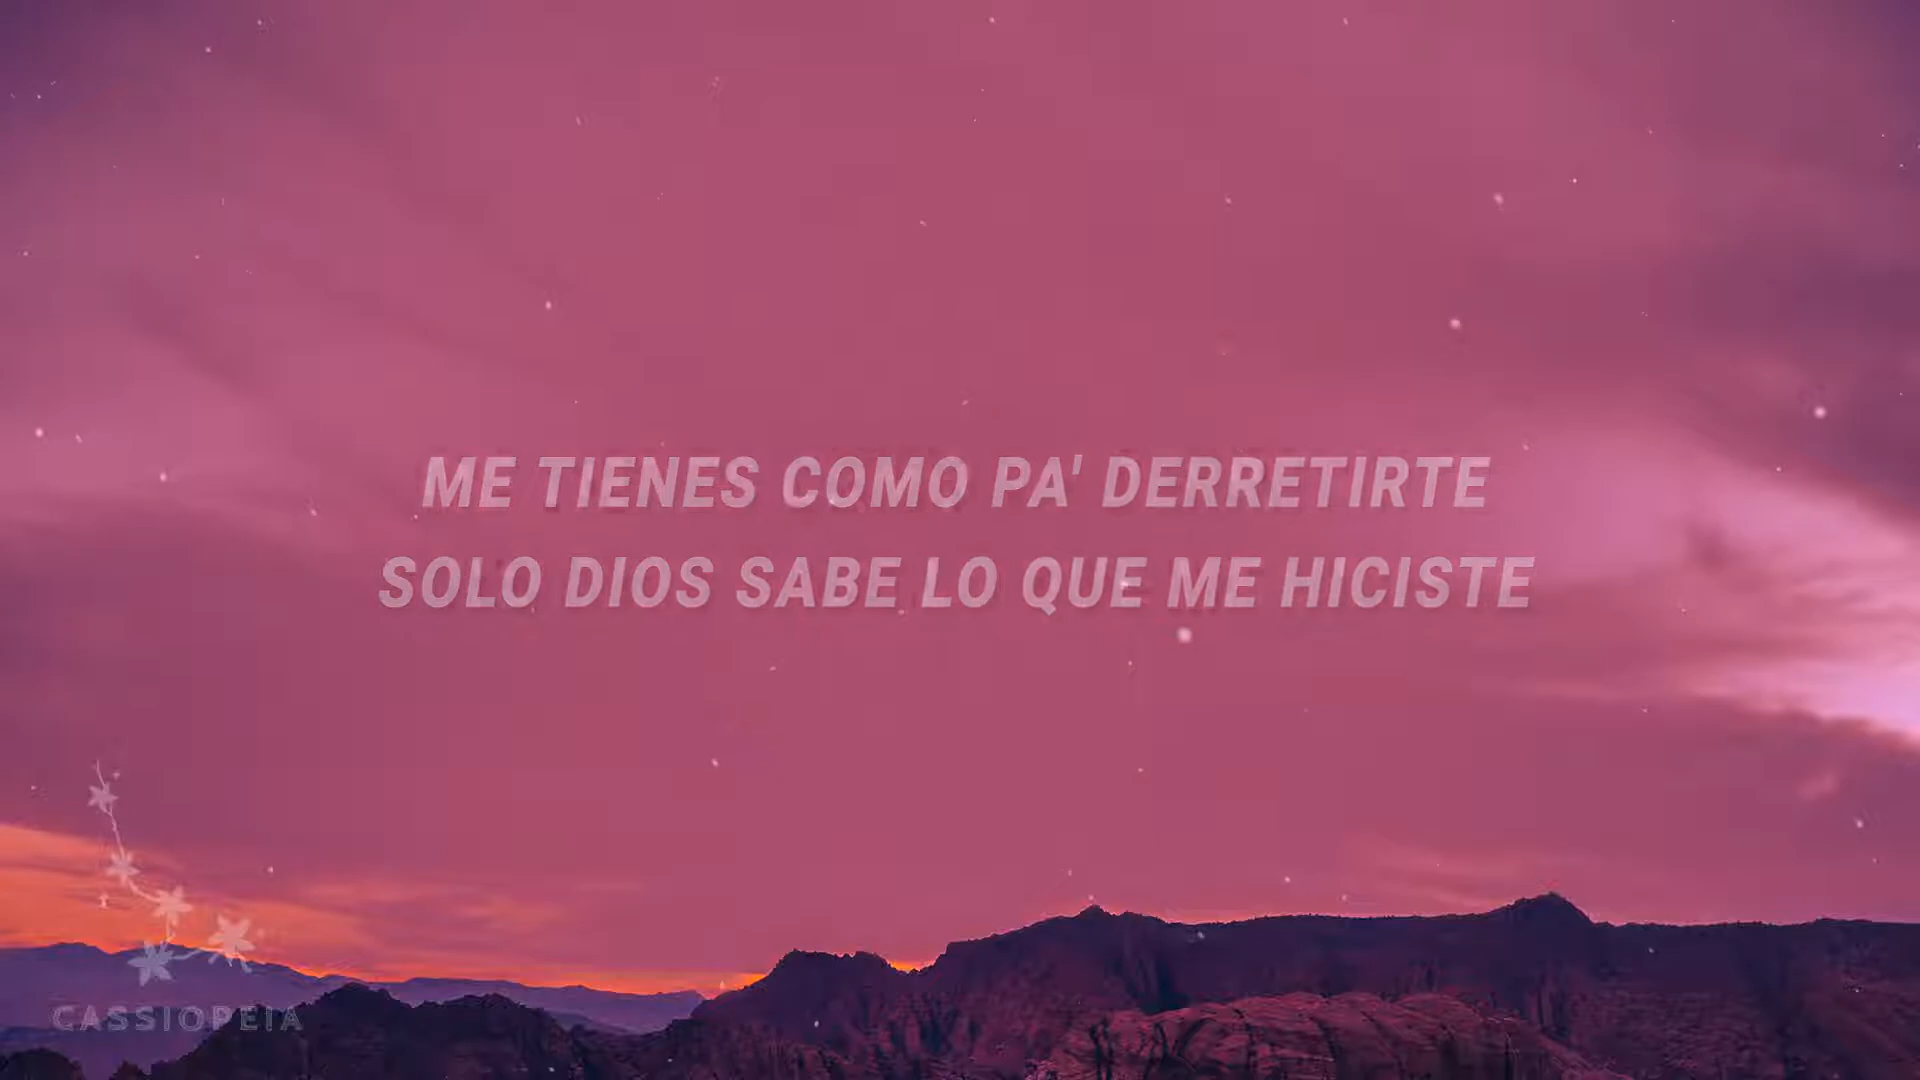 ME TIENES COMO PA' DERRETIRTE
SOLO DIOS SABE LO QUE ME HICISTE
CASSIOPEIA